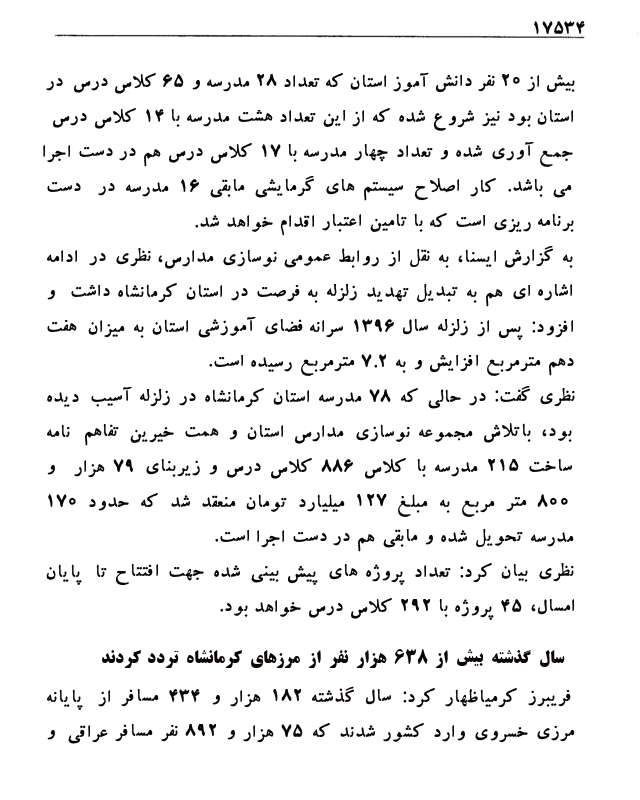 ۱۷۵۳۴
بیش از ۲۰ نفر دانش آموز استان که تعداد ۲۸ مدرسه و ۶۵ کلاس درس در
استان بود نیز شروع شده که از این تعداد هشت مدرسه با ۱۴ کلاس درس
جمع آوری شده و تعداد چهار مدرسه با ۱۷ کلاس درس هم در دست اجرا
می باشد. کار اصلاح سیستم های گرمایشی مابقی ۱۶ مدرسه در دست
برنامه ریزی است که با تامین اعتبار اقدام خواهد شد.
به گزارش ایسنا، به نقل از روابط عمومی نوسازی مدارس، نظری در ادامه
اشاره ای هم به تبدیل تهدید زلزله به فرصت در استان کرمانشاه داشت و
افزود: پس از زلزله سال ۱۳۹۶ سرانه فضای آموزشی استان به میزان هفت
دهم مترمربع افزایش و به ۷.۲ مترمربع رسیده است.
نظری گفت: در حالی که ۷۸ مدرسه استان کرمانشاه در زلزله آسیب دیده
بود، باتلاش مجموعه نوسازی مدارس استان و همت خیرین تفاهم نامه
ساخت ۲۱۵ مدرسه با کلاس ۸۸۶ کلاس درس و زیربنای ۷۹ هزار و
۸۰۰ متر مربع به مبلغ ۱۲۷ میلیارد تومان منعقد شد که حدود ۱۷۰
مدرسه تحویل شده و مابقی هم در دست اجرا است.
نظری بیان کرد: تعداد پروژه های پیش بینی شده جهت افتتاح تا پایان
امسال، ۴۵ پروژه با ۲۹۲ کلاس درس خواهد بود.
سال گذشته بیش از ۶۳۸ هزار نفر از مرزهای کرمانشاه تردد کردند
فریبرز کرمیاظهار کرد: سال گذشته ۱۸۲ هزار و ۴۳۴ مسافر از پایانه
مرزی خسروی وارد کشور شدند که ۷۵ هزار و ۸۹۲ نفر مسافر عراقی و